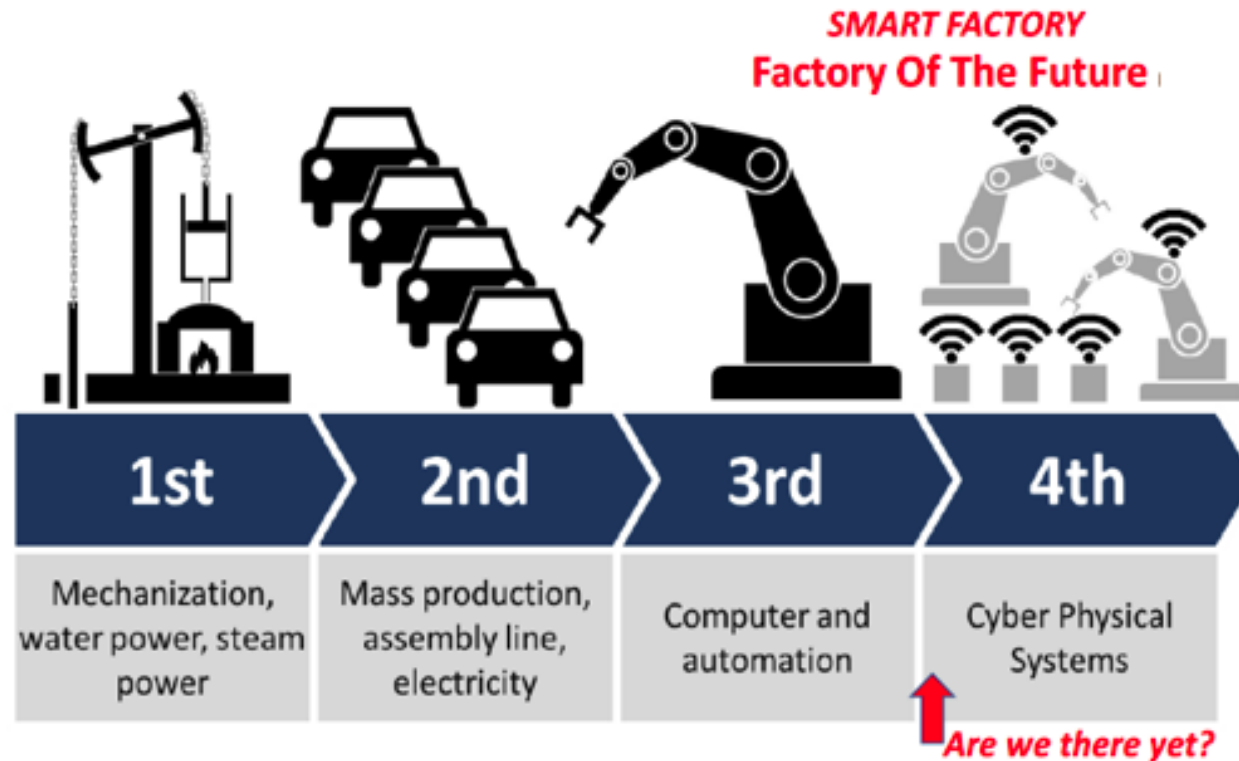 SMART FACTORY
Factory Of The Future
1st
2nd
3rd
4th
Mechanization,
water power, steam
power
Mass production,
assembly line,
electricity
Computer and
automation
Cyber Physical
Systems
Are we there yet?